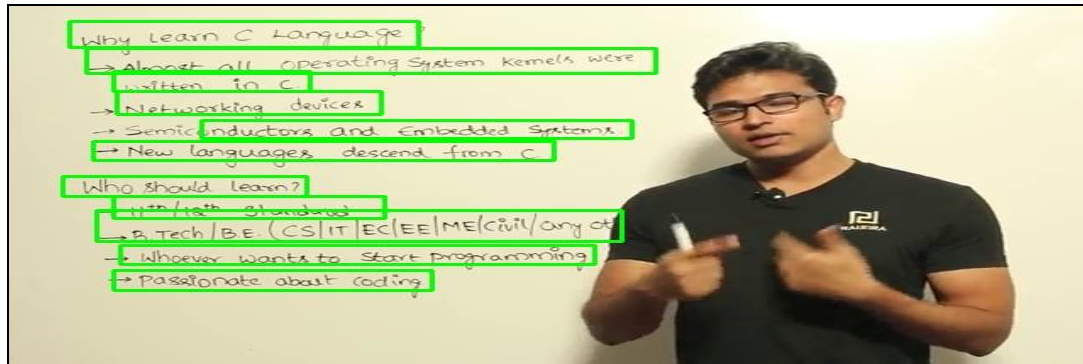 Why Learn C Language?
→ Almost all Operating System Kernels were
written in C.
→ Networking devices
→ Semiconductors and Embedded Systems
→ New languages descend from C
Who should learn?
→ 11th/12th Standard
→ B.Tech/B.E. (CS|IT|EC|EE|ME|Civil/any ot
→ Whoever wants to Start programming
→ Passionate about Coding